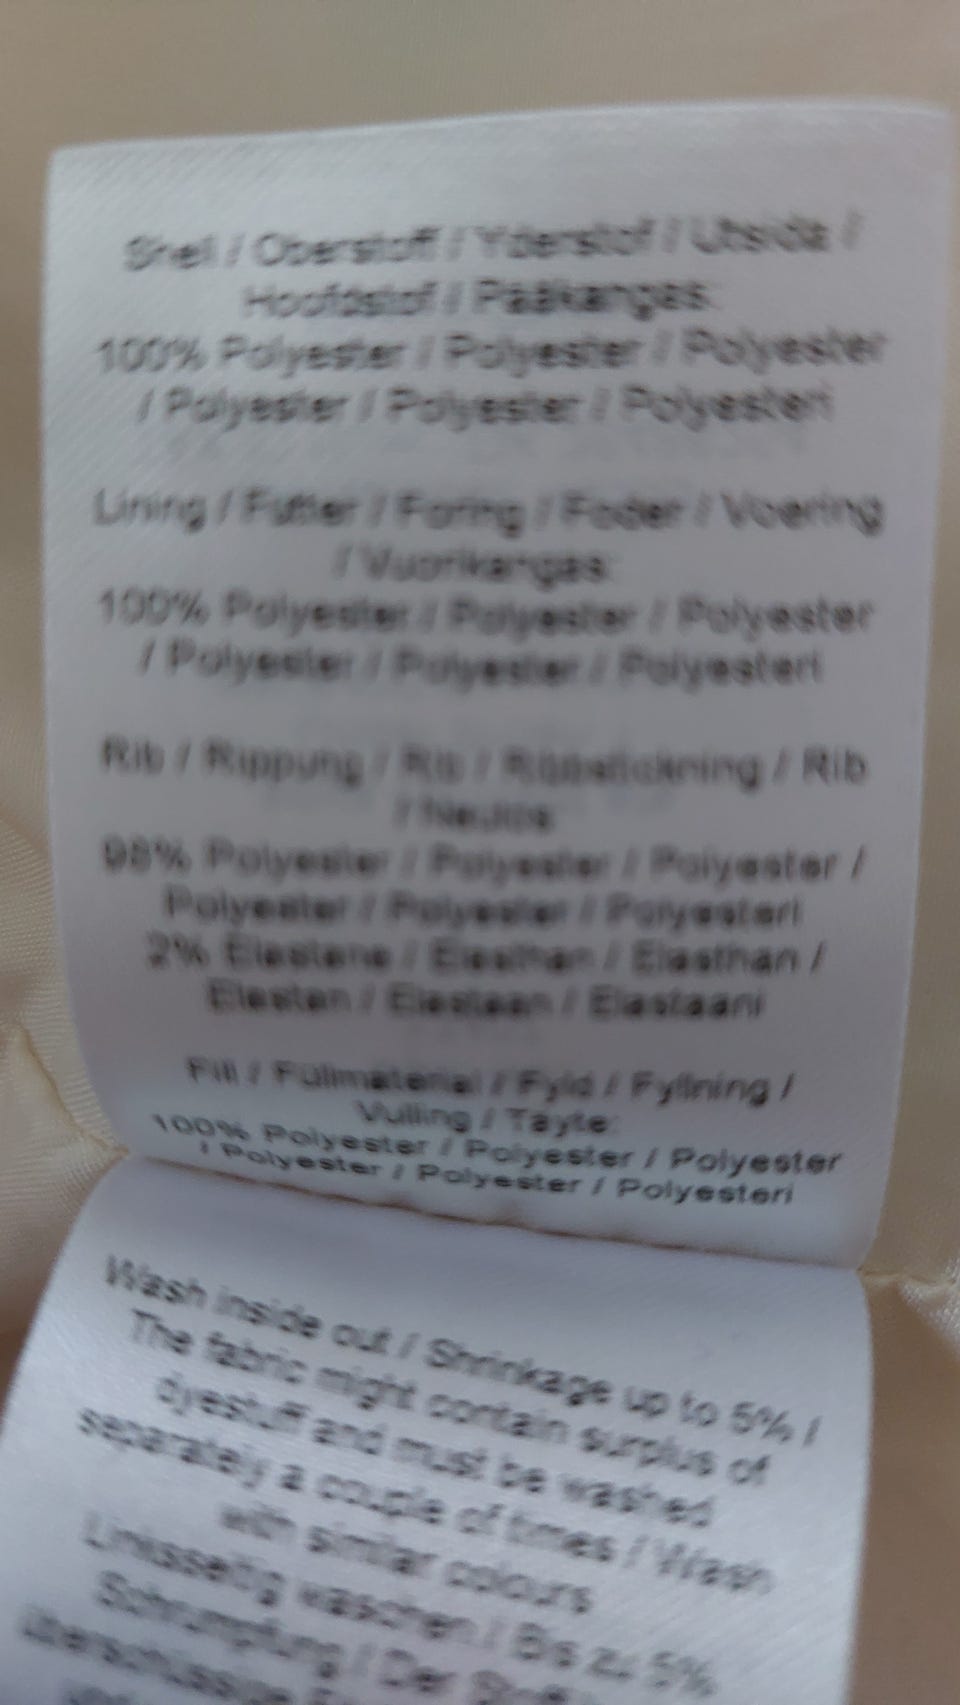 Shell / Oberstoff / Yderstof / Utsida /
Hoofdstof / Pääkangas:
100% Polyester / Polyester / Polyester
/ Polyester / Polyester / Polyesteri
Lining / Futter / Foring / Foder / Voering
/ Vuorikangas:
100% Polyester / Polyester / Polyester
/ Polyester / Polyester / Polyesteri
Rib / Rippung / Rib / Ribbstickning / Rib
/ Neulos
98% Polyester / Polyester / Polyester /
Polyester / Polyester / Polyesteri
2% Elastane / Elasthan / Elasthan /
Elastan / Elastaan / Elastaani
Fill / Füllmaterial / Fyld / Fyllning /
Vulling / Täyte:
100% Polyester / Polyester / Polyester
/ Polyester / Polyester / Polyesteri
Wash inside out / Shrinkage up to 5% /
The fabric might contain surplus of
dyestuff and must be washed
separately a couple of times / Wash
with similar colours
Linksseitig waschen / Bis zu 5%
Schrumpfung / Der
überschüssige